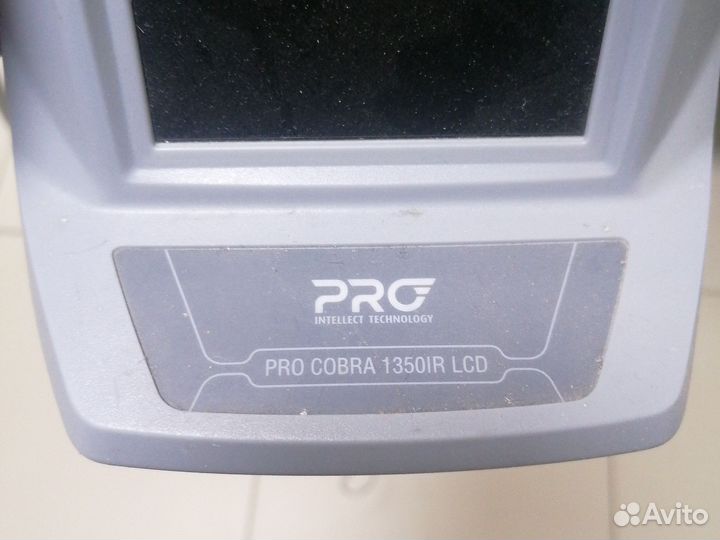 PRO
INTELLECT TECHNOLOGY
PRO COBRA 1350IR LCD
Avito